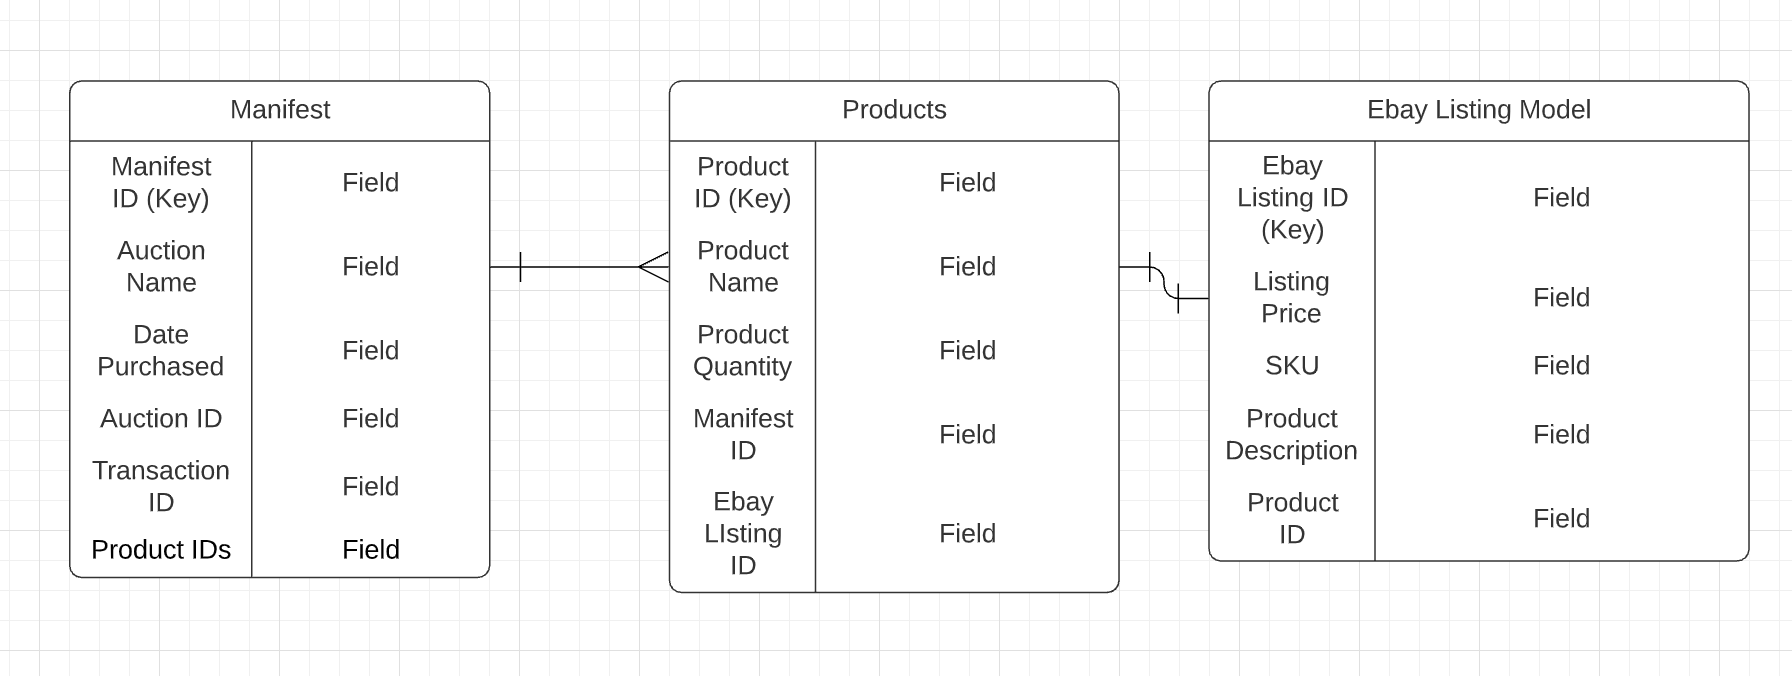 Manifest
Manifest
ID (Key)
Field
Auction
Name
Field
Date
Purchased
Field
Auction ID
Field
Transaction
ID
Field
Product IDs
Field
Products
Product
ID (Key)
Field
Product
Name
Field
Product
Quantity
Field
Manifest
ID
Field
Ebay
LIsting
ID
Field
Ebay Listing Model
Ebay
Listing ID
(Key)
Field
Listing
Price
Field
SKU
Field
Product
Description
Field
Product
ID
Field